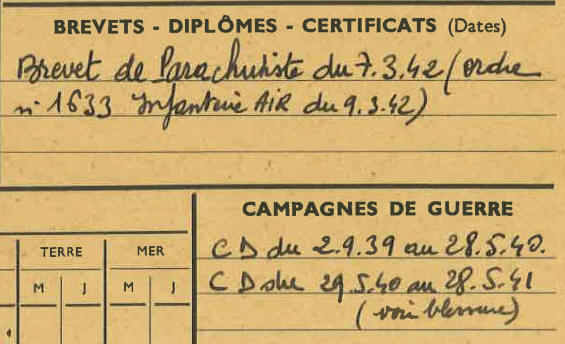 BREVETS - DIPLÔMES - CERTIFICATS (Dates)
Brevet de Parachutiste du 7.3.42 (ordre
n° 1633 Infanterie AIR du 9.3.42)
CAMPAGNES DE GUERRE
TERRE MER
C D du 2.9.39 au 28.5.40.
M J M J
C D du 29.5.40 au 28.5.41
(voir blessure)